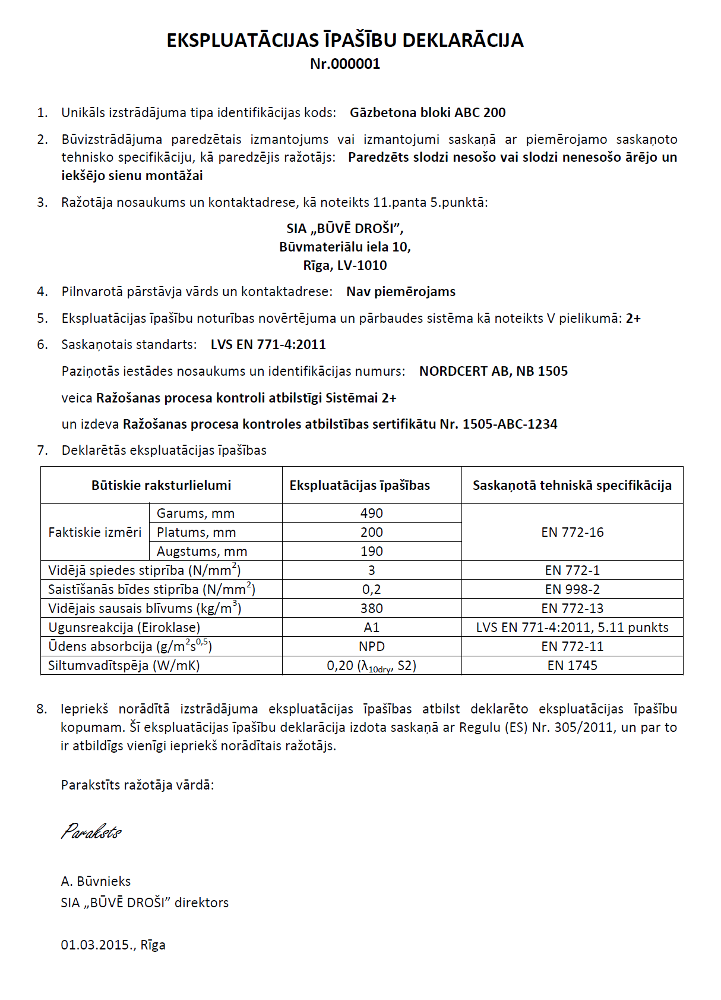 EKSPLUATĀCIJAS ĪPAŠĪBU DEKLARĀCIJA
Nr.000001
1. Unikāls izstrādājuma tipa identifikācijas kods: Gāzbetona bloki ABC 200
2. Būvizstrādājuma paredzētais izmantojums vai izmantojumi saskaņā ar piemērojamo saskaņoto
tehnisko specifikāciju, kā paredzējis ražotājs: Paredzēts slodzi nesošo vai slodzi nenesošo ārējo un
iekšējo sienu montāžai
3. Ražotāja nosaukums un kontaktadrese, kā noteikts 11.panta 5.punktā:
SIA „BŪVĒ DROŠI”,
Būvmateriālu iela 10,
Rīga, LV-1010
4. Pilnvarotā pārstāvja vārds un kontaktadrese: Nav piemērojams
5. Ekspluatācijas īpašību noturības novērtējuma un pārbaudes sistēma kā noteikts V pielikumā: 2+
6. Saskaņotais standarts: LVS EN 771-4:2011
Paziņotās iestādes nosaukums un identifikācijas numurs: NORDCERT AB, NB 1505
veica Ražošanas procesa kontroli atbilstīgi Sistēmai 2+
un izdeva Ražošanas procesa kontroles atbilstības sertifikātu Nr. 1505-ABC-1234
7. Deklarētās ekspluatācijas īpašības
Būtiskie raksturlielumi Ekspluatācijas īpašības Saskaņotā tehniskā specifikācija
Faktiskie izmēri Garums, mm 490 EN 772-16
Platums, mm 200
Augstums, mm 190
Vidējā spiedes stiprība (N/mm²) 3 EN 772-1
Saistīšanās bīdes stiprība (N/mm²) 0,2 EN 998-2
Vidējais sausais blīvums (kg/m³) 380 EN 772-13
Ugunsreakcija (Eiroklase) A1 LVS EN 771-4:2011, 5.11 punkts
Ūdens absorbcija (g/m²s⁰,⁵) NPD EN 772-11
Siltumvadītspēja (W/mK) 0,20 (λ10dry, S2) EN 1745
8. Iepriekš norādītā izstrādājuma ekspluatācijas īpašības atbilst deklarēto ekspluatācijas īpašību
kopumam. Šī ekspluatācijas īpašību deklarācija izdota saskaņā ar Regulu (ES) Nr. 305/2011, un par to
ir atbildīgs vienīgi iepriekš norādītais ražotājs.
Parakstīts ražotāja vārdā:
Paraksts
A. Būvnieks
SIA „BŪVĒ DROŠI” direktors
01.03.2015., Rīga